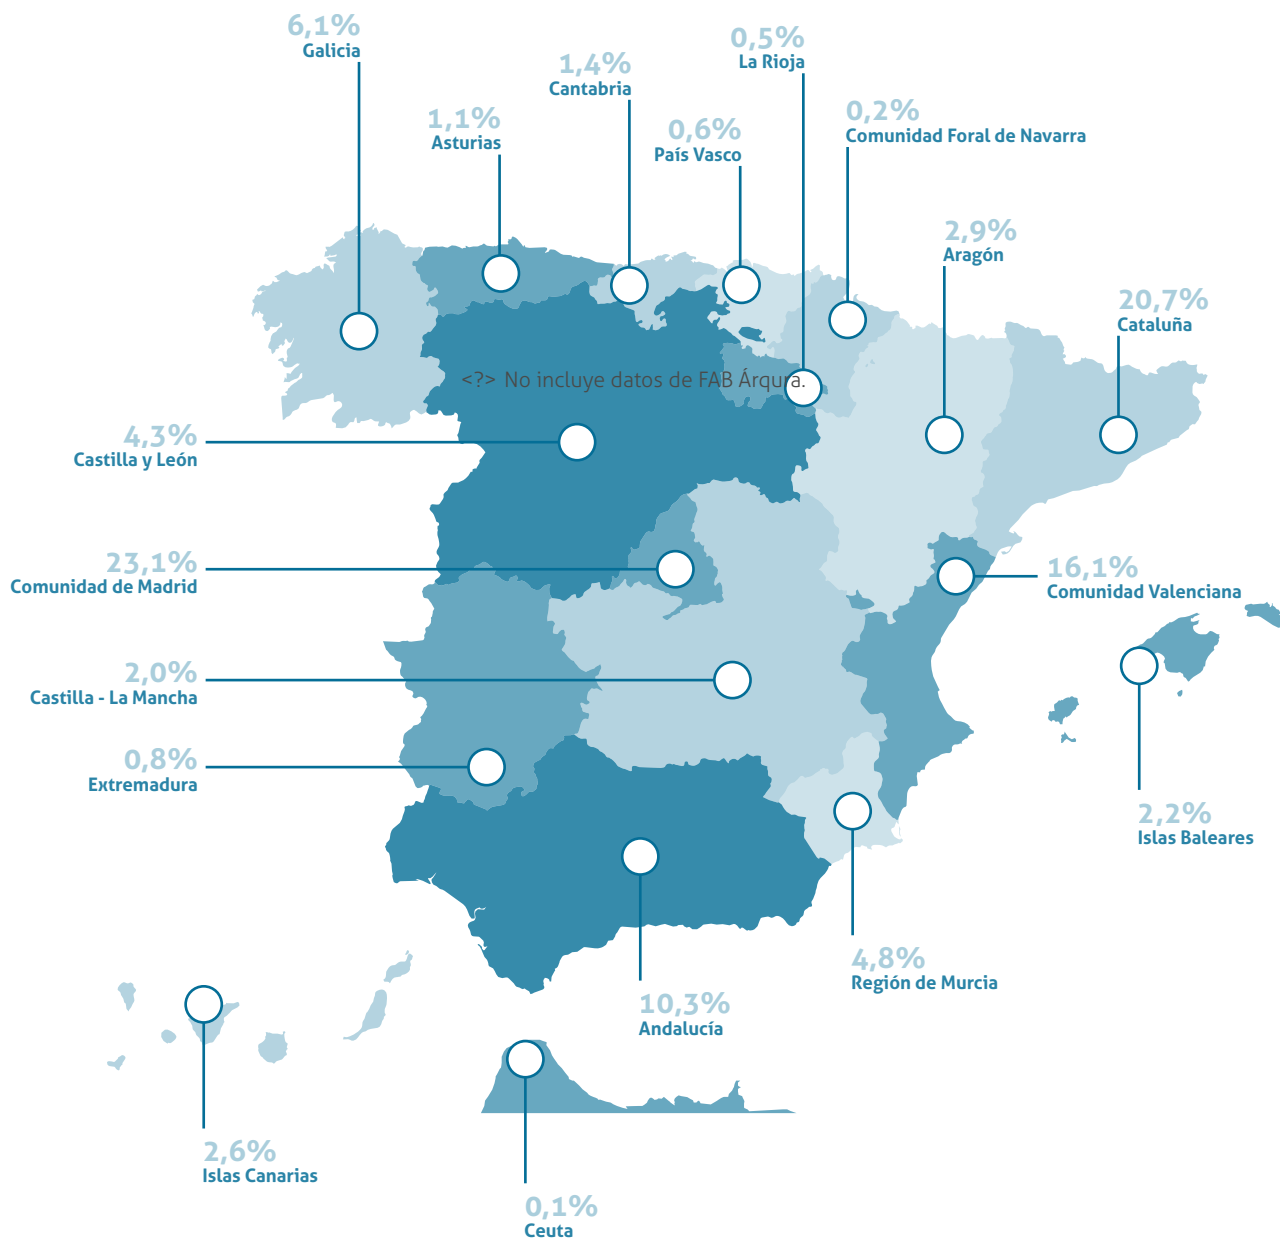 6,1%
Galicia
0,5%
La Rioja
1,4%
Cantabria
1,1%
Asturias
0,6%
País Vasco
0,2%
Comunidad Foral de Navarra
2,9%
Aragón
20,7%
Cataluña
<?> No incluye datos de FAB Árqura.
4,3%
Castilla y León
23,1%
Comunidad de Madrid
16,1%
Comunidad Valenciana
2,0%
Castilla - La Mancha
0,8%
Extremadura
2,2%
Islas Baleares
4,8%
Región de Murcia
10,3%
Andalucía
2,6%
Islas Canarias
0,1%
Ceuta